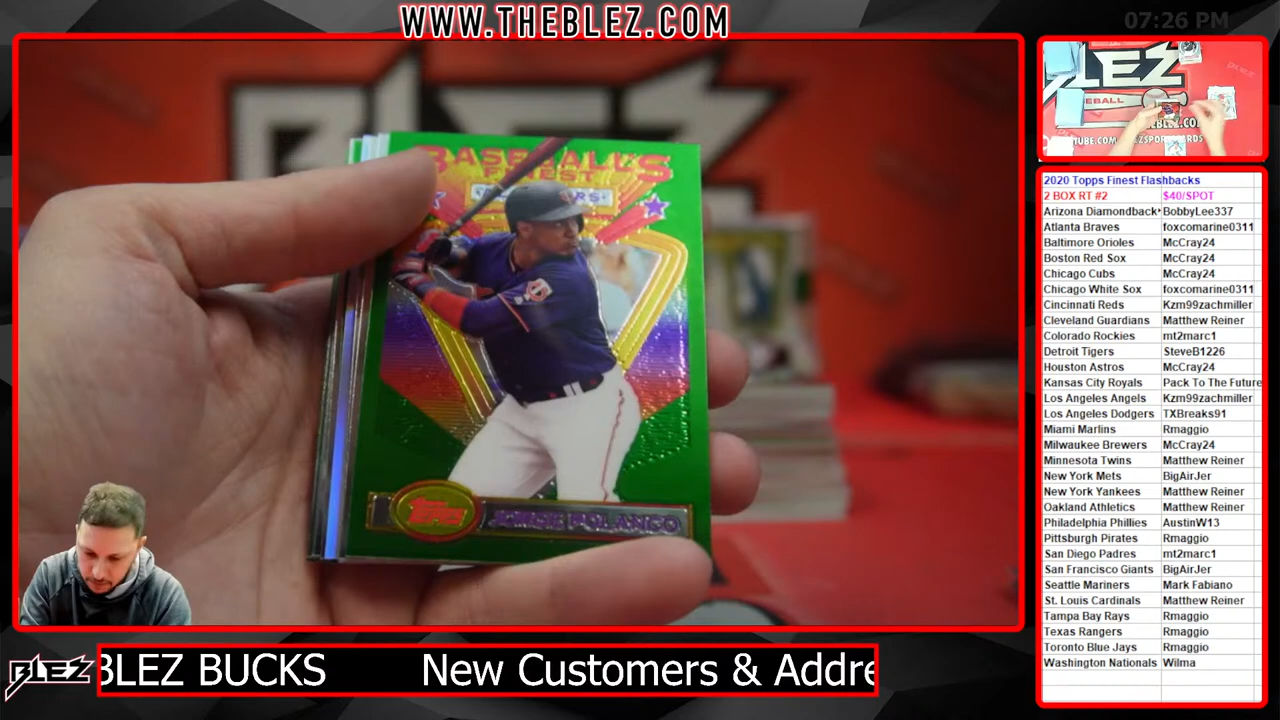 WWW.THEBLEZ.COM
07:26 PM
BASEBALL'S
FINEST
TOPPS
JORGE POLANCO
BLEZ
BLEZ BUCKS New Customers & Addre
2020 Topps Finest Flashbacks
2 BOX RT #2 $40/SPOT
Arizona Diamondback BobbyLee337
Atlanta Braves foxcomarine0311
Baltimore Orioles McCray24
Boston Red Sox McCray24
Chicago Cubs McCray24
Chicago White Sox foxcomarine0311
Cincinnati Reds Kzm99zachmiller
Cleveland Guardians Matthew Reiner
Colorado Rockies mt2marc1
Detroit Tigers SteveB1226
Houston Astros McCray24
Kansas City Royals Pack To The Future
Los Angeles Angels Kzm99zachmiller
Los Angeles Dodgers TXBreaks91
Miami Marlins Rmaggio
Milwaukee Brewers McCray24
Minnesota Twins Matthew Reiner
New York Mets BigAirJer
New York Yankees Matthew Reiner
Oakland Athletics Matthew Reiner
Philadelphia Phillies AustinW13
Pittsburgh Pirates Rmaggio
San Diego Padres mt2marc1
San Francisco Giants BigAirJer
Seattle Mariners Mark Fabiano
St. Louis Cardinals Matthew Reiner
Tampa Bay Rays Rmaggio
Texas Rangers Rmaggio
Toronto Blue Jays Rmaggio
Washington Nationals Wilma